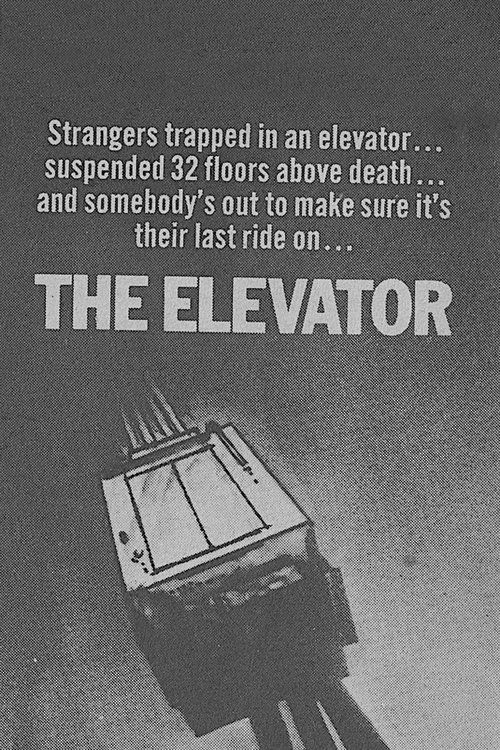 Strangers trapped in an elevator...
suspended 32 floors above death...
and somebody's out to make sure it's
their last ride on...
THE ELEVATOR